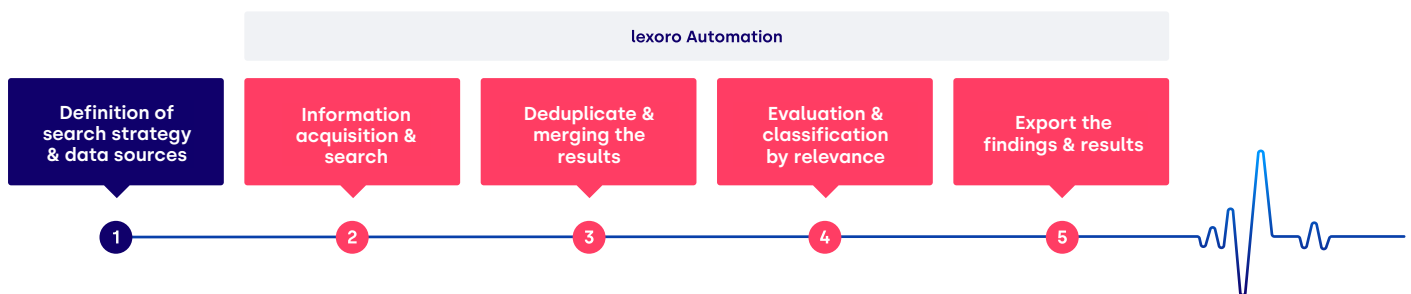 lexoro Automation
Definition of
search strategy
& data sources
Information
acquisition &
search
Deduplicate &
merging the
results
Evaluation &
classification
by relevance
Export the
findings & results
1
2
3
4
5